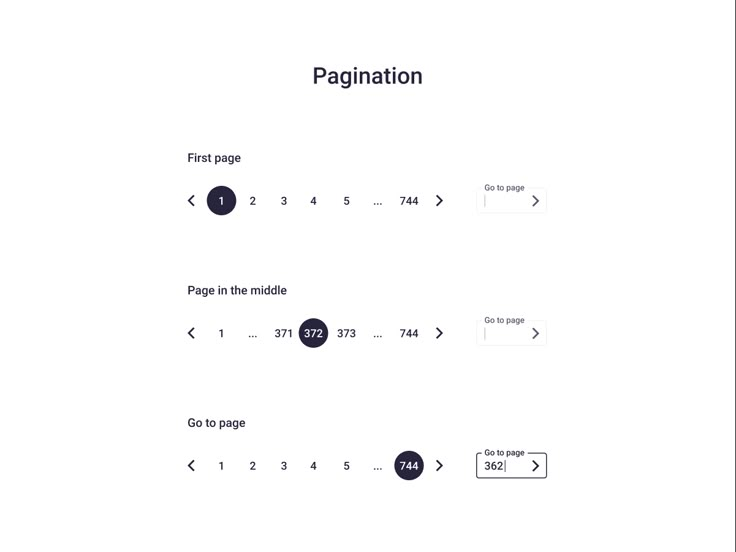 Pagination
First page
Go to page
1 2 3 4 5 ... 744
Page in the middle
Go to page
1 ... 371 372 373 ... 744
Go to page
Go to page
1 2 3 4 5 ... 744 362